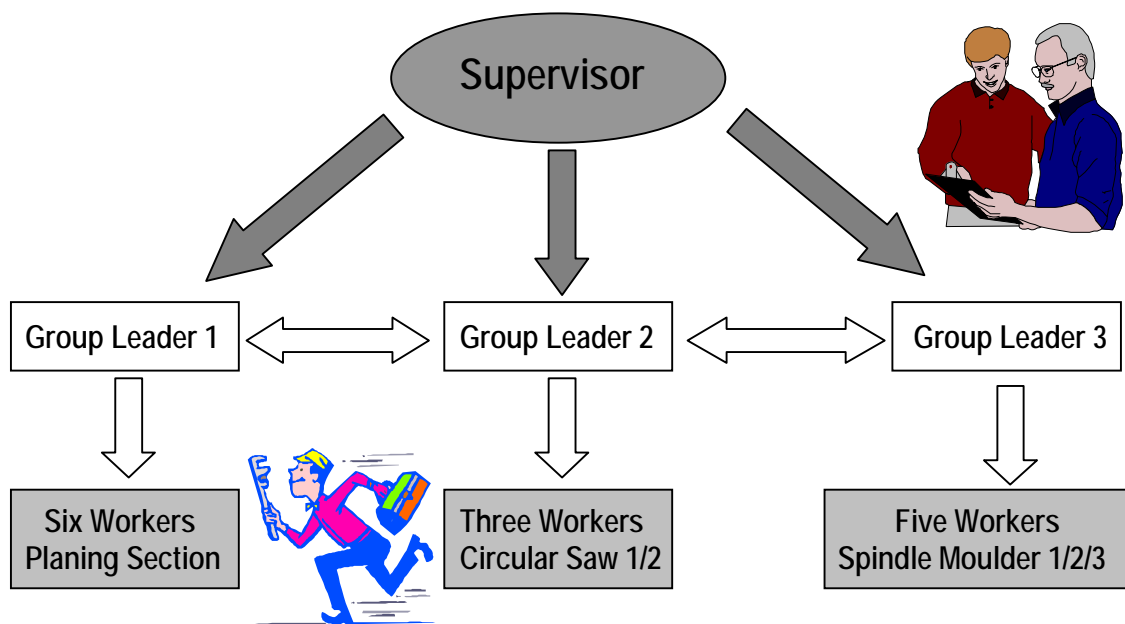 Supervisor
Group Leader 1
Group Leader 2
Group Leader 3
Six Workers
Planing Section
Three Workers
Circular Saw 1/2
Five Workers
Spindle Moulder 1/2/3